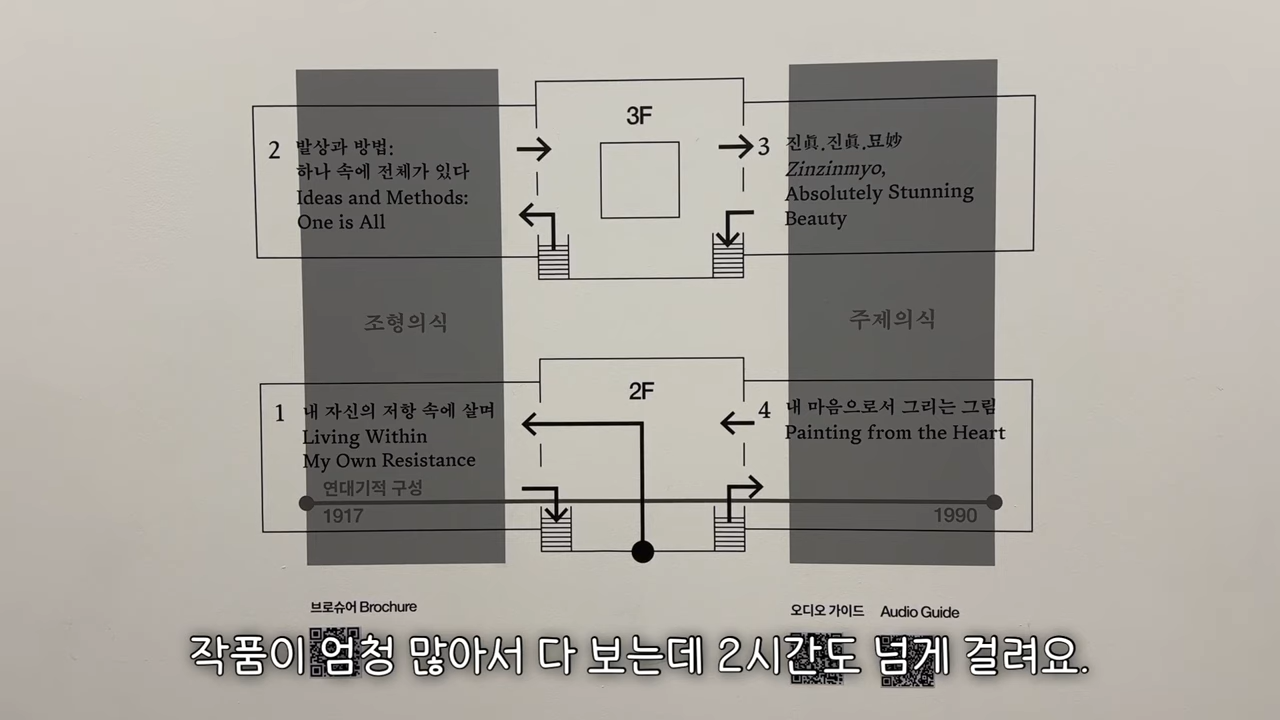 3F
2
발상과 방법:
하나 속에 전체가 있다
Ideas and Methods:
One is All
3
진眞.진眞.묘妙
Zinzinmyo,
Absolutely Stunning
Beauty
조형의식
주제의식
2F
1
내 자신의 저항 속에 살며
Living Within
My Own Resistance
연대기적 구성
1917
4
내 마음으로서 그리는 그림
Painting from the Heart
1990
브로슈어 Brochure
오디오 가이드 Audio Guide
작품이 엄청 많아서 다 보는데 2시간도 넘게 걸려요.